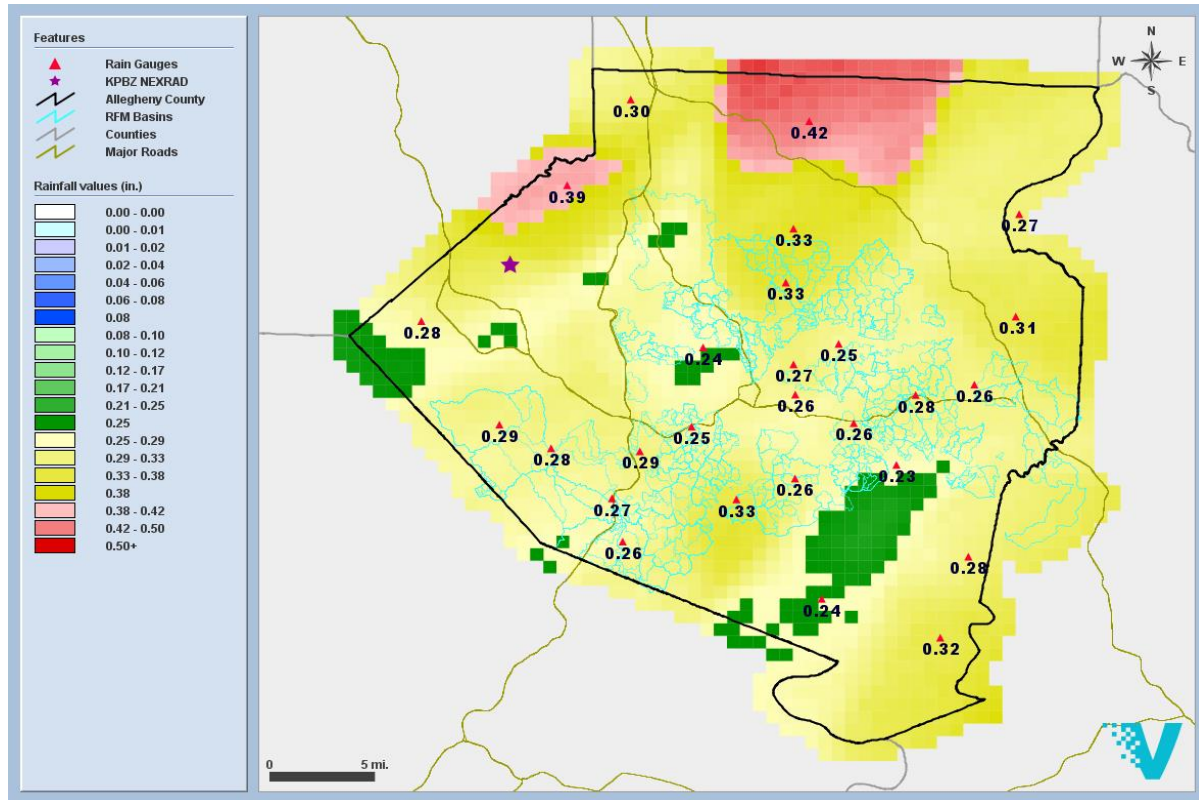 Features
Rain Gauges
KPBZ NEXRAD
Allegheny County
RFM Basins
Counties
Major Roads
Rainfall values (in.)
0.00 - 0.00
0.00 - 0.01
0.01 - 0.02
0.02 - 0.04
0.04 - 0.06
0.06 - 0.08
0.08
0.08 - 0.10
0.10 - 0.12
0.12 - 0.17
0.17 - 0.21
0.21 - 0.25
0.25
0.25 - 0.29
0.29 - 0.33
0.33 - 0.38
0.38
0.38 - 0.42
0.42 - 0.50
0.50+
N
W E
S
0.30
0.42
0.39
0.27
0.33
0.33
0.28
0.31
0.24
0.25
0.27
0.26
0.28
0.26
0.29
0.25
0.26
0.28
0.29
0.23
0.26
0.27
0.33
0.26
0.28
0.24
0.32
0 5 mi.
V